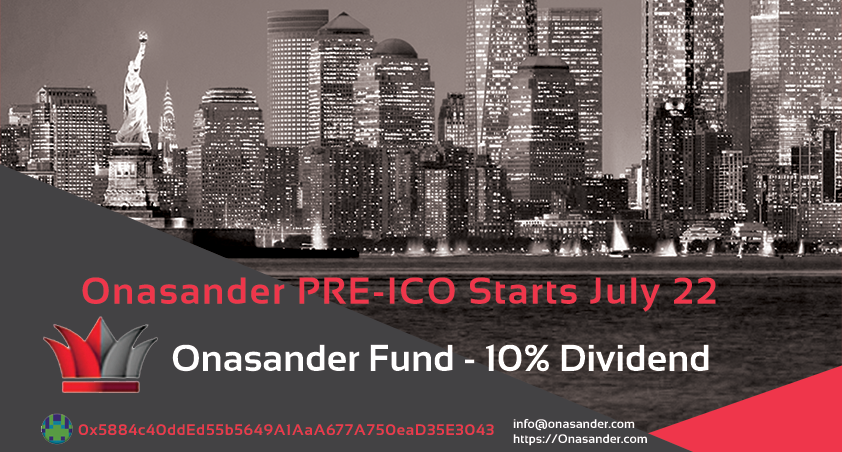 Onasander PRE-ICO Starts July 22
Onasander Fund - 10% Dividend
0x5884c40ddEd55b5649A1AaA677A750eaD35E3043
info@onasander.com
https://Onasander.com